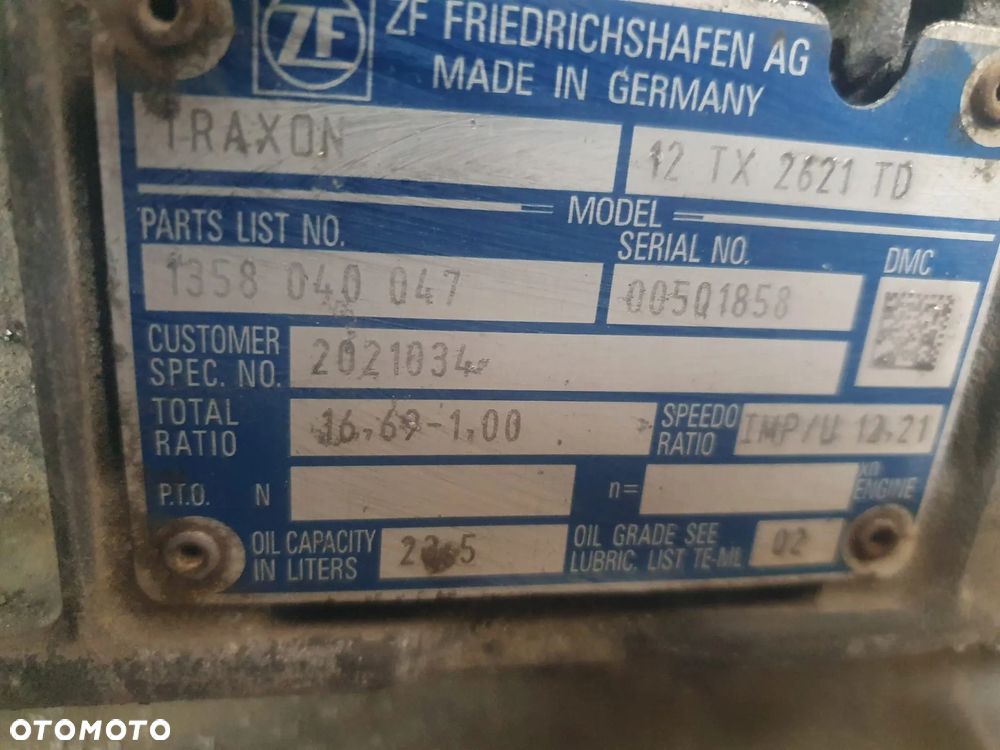 ZF
ZF FRIEDRICHSHAFEN AG
MADE IN GERMANY
TRAXON
12 TX 2621 TD
MODEL
PARTS LIST NO.
SERIAL NO.
DMC
1358 040 047
00501858
CUSTOMER
SPEC. NO.
2021034
TOTAL
RATIO
16,69-1,00
SPEEDO
RATIO
IMP/U 12,21
P.T.O. N
n=
xn
ENGINE
OIL CAPACITY
IN LITERS
OIL GRADE SEE
LUBRIC. LIST TE-ML
02
OTOMOTO